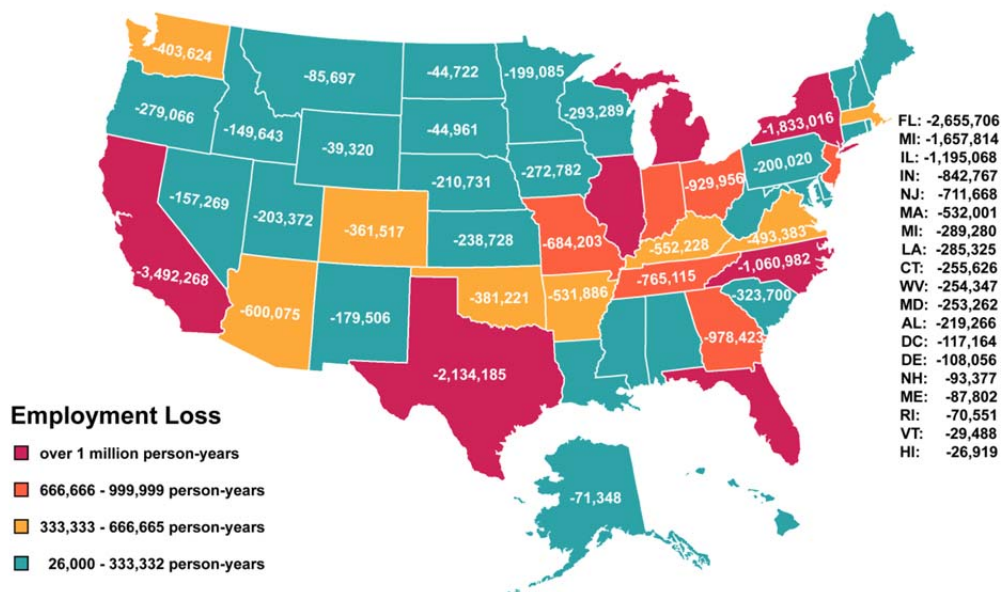 -403,624
-85,697
-44,722
-199,085
-279,066
-149,643
-44,961
-293,289
-1,833,016
-39,320
-200,020
-210,731
-272,782
-929,956
-157,269
-203,372
-361,517
-238,728
-684,203
-552,228
-493,383
-3,492,268
-600,075
-179,506
-381,221
-531,886
-765,115
-1,060,982
-323,700
-978,423
-2,134,185
-71,348
FL: -2,655,706
MI: -1,657,814
IL: -1,195,068
IN: -842,767
NJ: -711,668
MA: -532,001
MI: -289,280
LA: -285,325
CT: -255,626
WV: -254,347
MD: -253,262
AL: -219,266
DC: -117,164
DE: -108,056
NH: -93,377
ME: -87,802
RI: -70,551
VT: -29,488
HI: -26,919
Employment Loss
over 1 million person-years
666,666 - 999,999 person-years
333,333 - 666,665 person-years
26,000 - 333,332 person-years